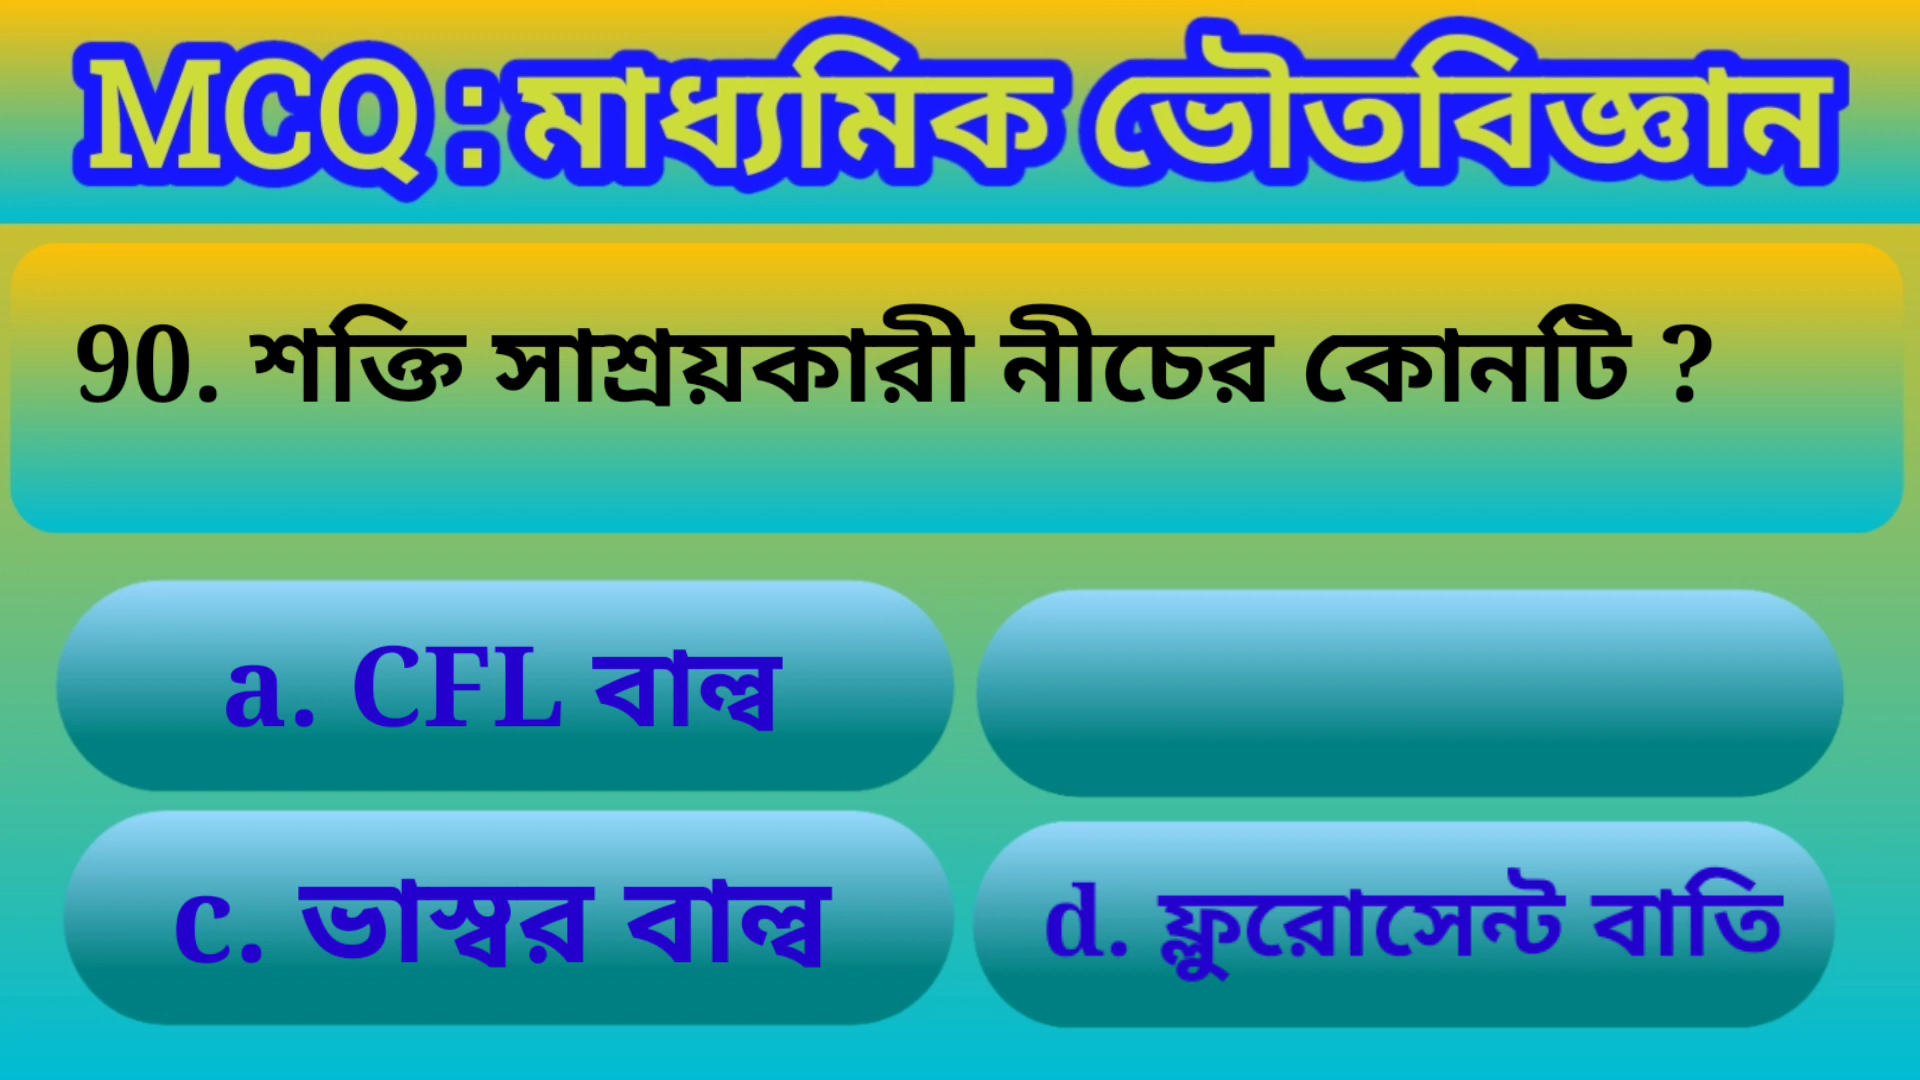 MCQ : মাধ্যমিক ভৌতবিজ্ঞান
90. শক্তি সাশ্রয়কারী নীচের কোনটি ?
a. CFL বাল্ব
c. ভাস্বর বাল্ব
d. ফ্লুরোসেন্ট বাতি